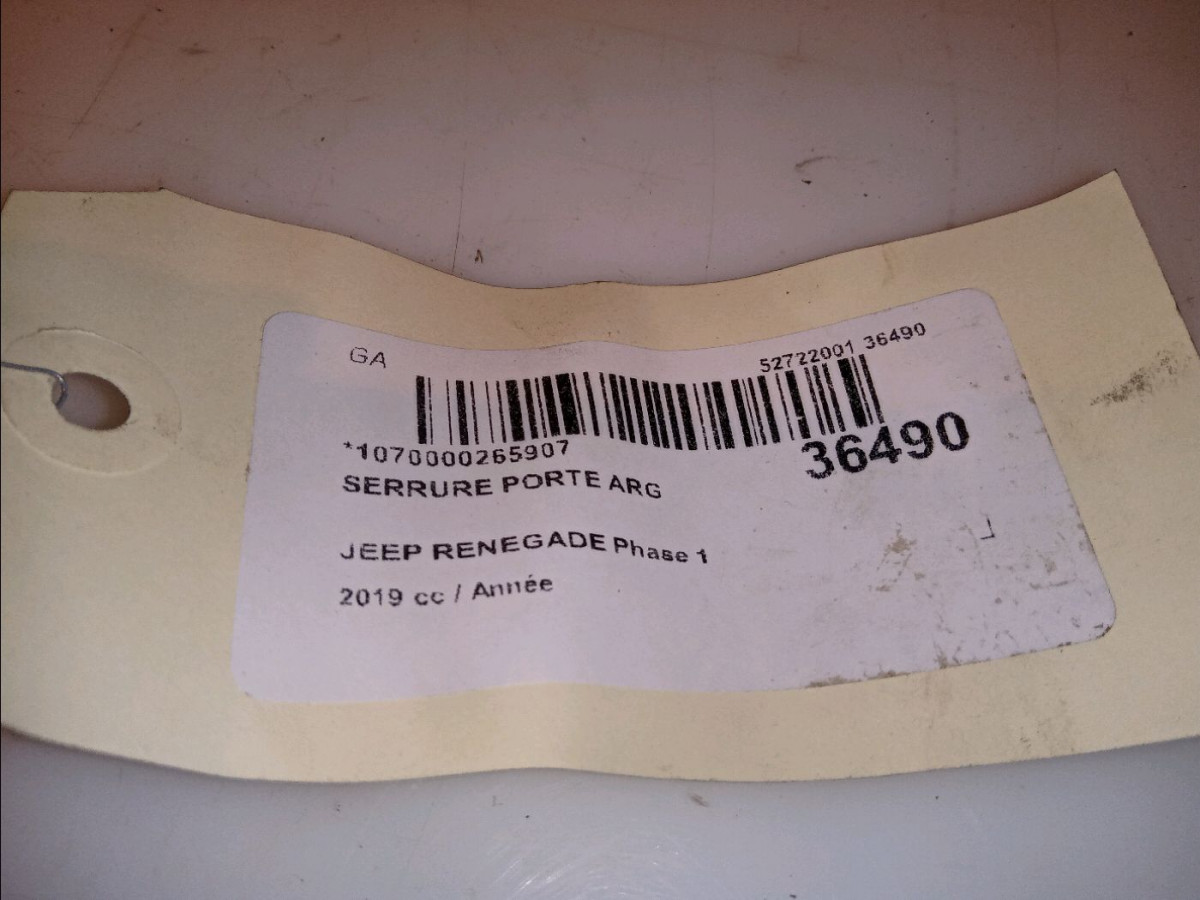 GA
52722001 36490
*1070000265907
36490
SERRURE PORTE ARG
JEEP RENEGADE Phase 1
2019 cc / Année